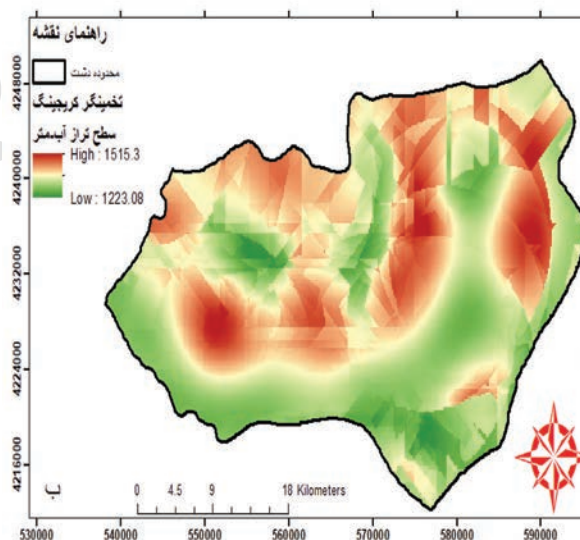 راهنمای نقشه
محدوده دشت
تخمینگر کریجینگ
سطح تراز آب،متر
High : 1515.3
Low : 1223.08
4248000
4240000
4232000
4224000
4216000
ب
0 4.5 9 18 Kilometers
530000 540000 550000 560000 570000 580000 590000